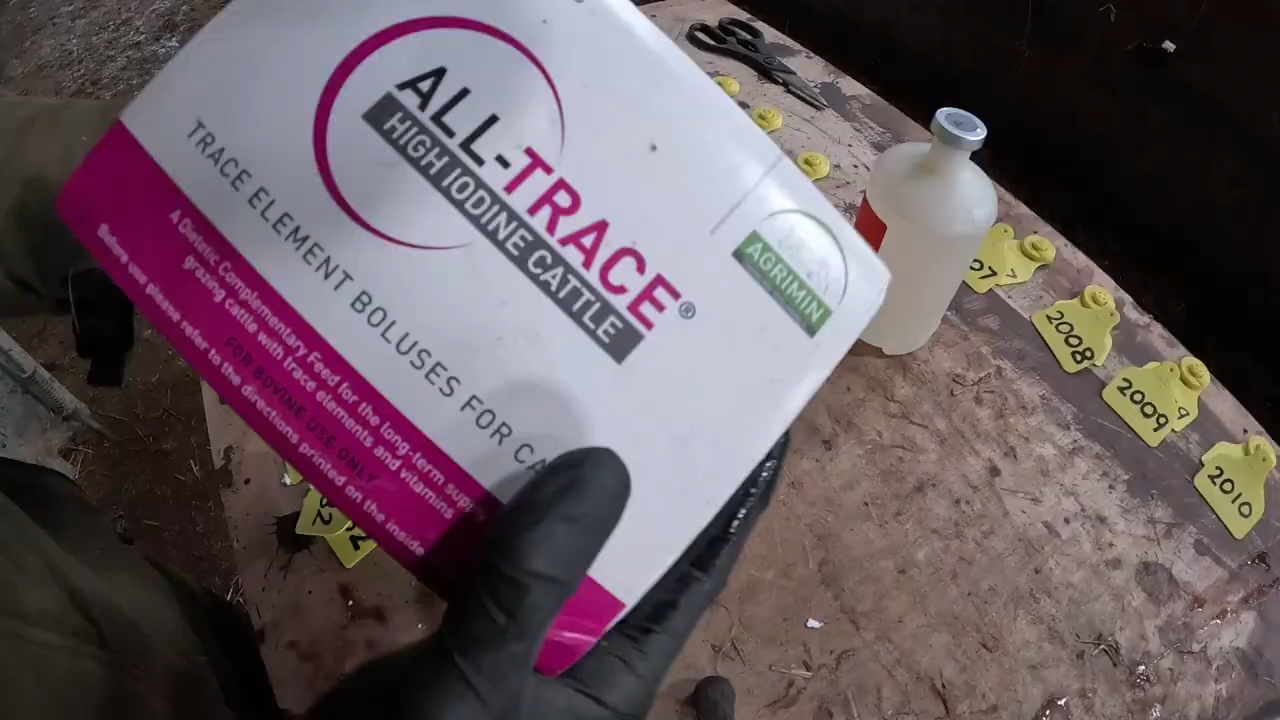 ALL-TRACE®
HIGH IODINE CATTLE
TRACE ELEMENT BOLUSES FOR
AGRIMIN
A Dietetic Complementary Feed for the long-term
grazing cattle with trace elements and vitamins
FOR BOVINE USE ONLY
Before use please refer to the directions printed on the inside
2008
2009
9
2010